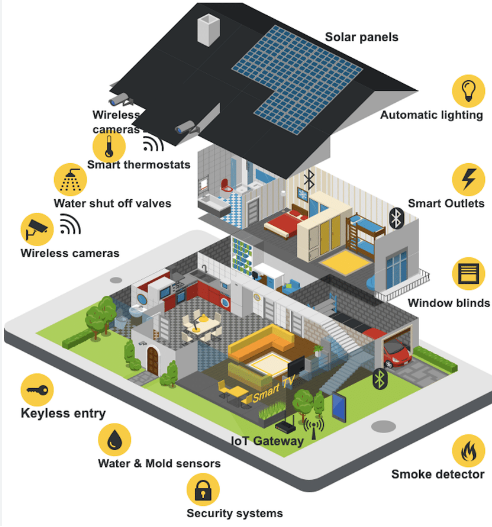 Solar panels
Wireless
cameras
Automatic lighting
Smart thermostats
Water shut off valves
Smart Outlets
Wireless cameras
Window blinds
Smart TV
Keyless entry
IoT Gateway
Water & Mold sensors
Smoke detector
Security systems